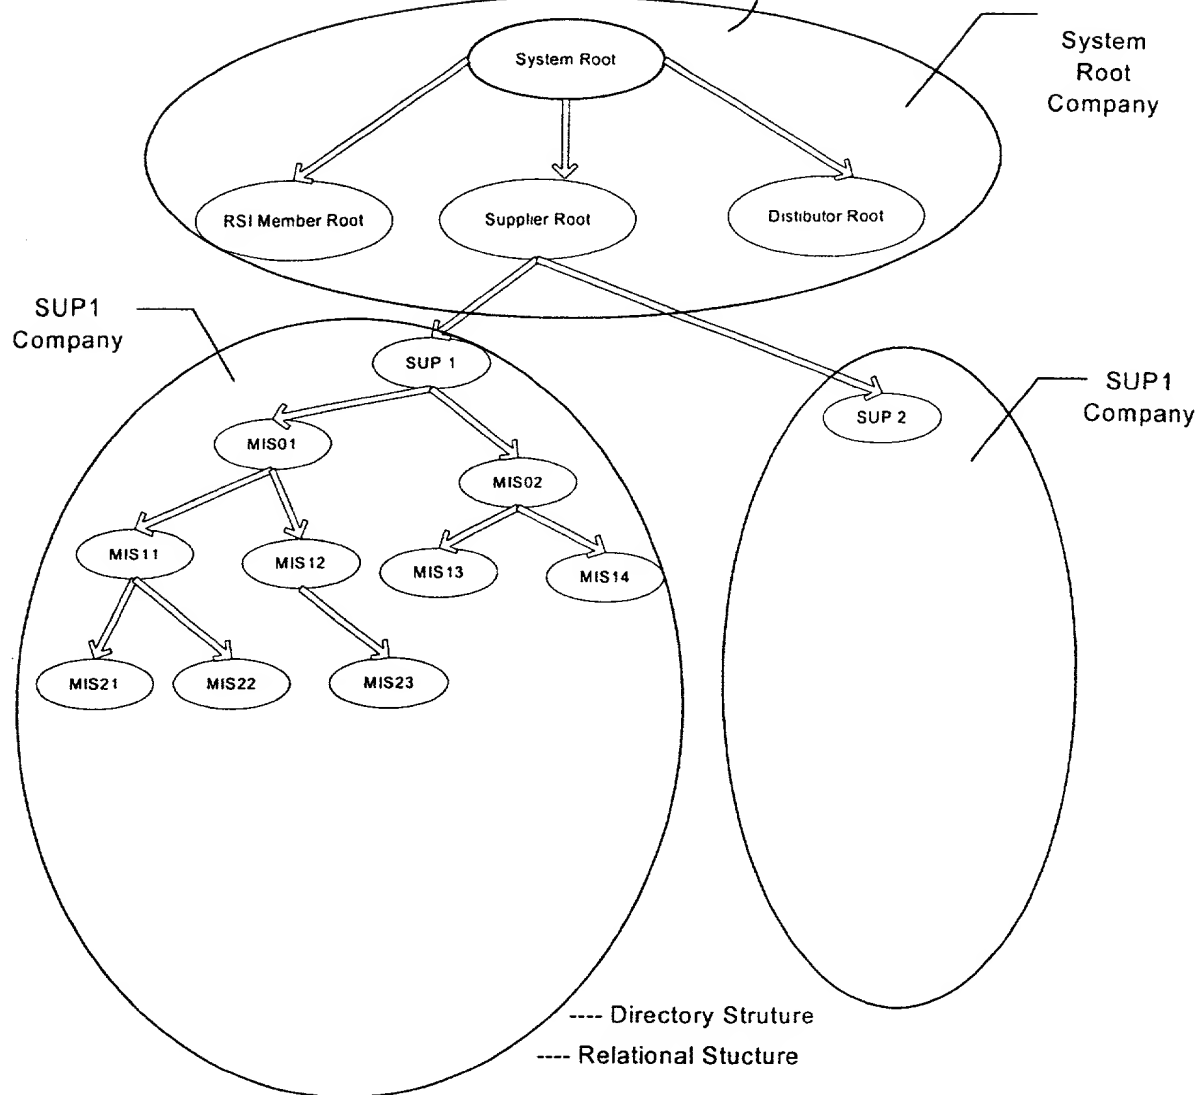 System Root
System
Root
Company
RSI Member Root
Supplier Root
Distibutor Root
SUP1
Company
SUP 1
SUP1
Company
SUP 2
MIS01
MIS02
MIS11
MIS12
MIS13
MIS14
MIS21
MIS22
MIS23
---- Directory Struture
---- Relational Stucture